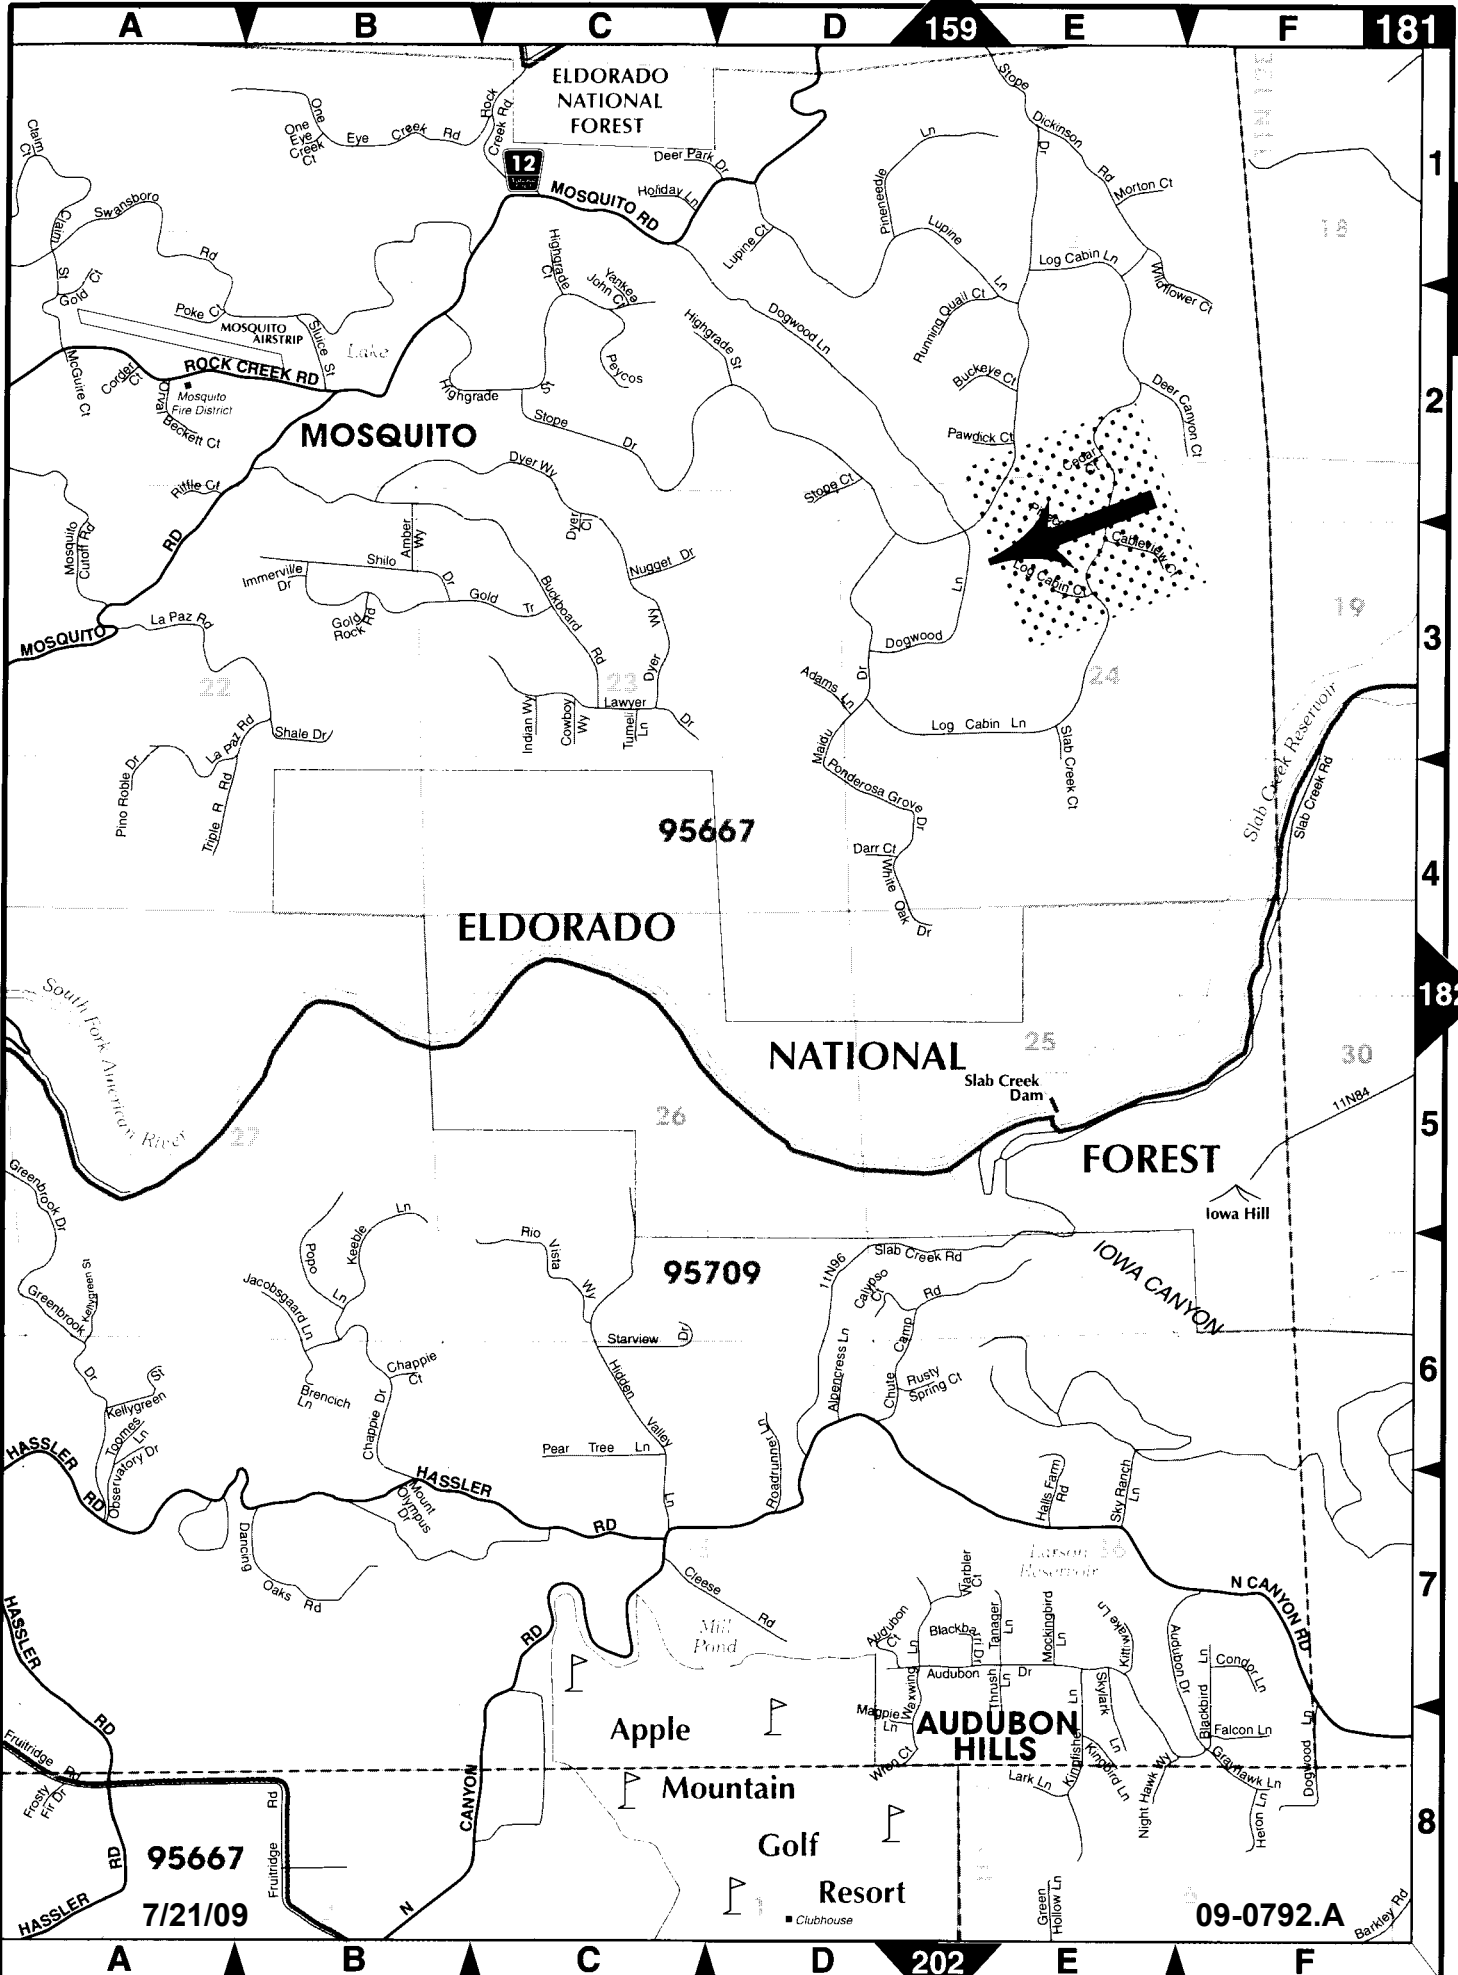 A B C D 159 E F 181
ELDORADO
NATIONAL
FOREST
Stope
Dr
Dickinson
Rd
Morton Ct
1
Claim
Ct
One
Eye Creek Rd
One
Eye
Creek
Ct
Rock
Creek Rd
12
Deer Park Dr
Holiday Ln
MOSQUITO RD
Ln
Pineneedle
Lupine
Ln
Lupine Ct
Log Cabin Ln
Wildflower Ct
18
Swansboro
Rd
Claim
St
Gold Ct
Poke Ct
MOSQUITO
AIRSTRIP
Sluice St
Lake
Highgrade
Ct
Yankee
John Ct
Peycos
Highgrade St
Dogwood Ln
Running Quail Ct
Buckeye Ct
Deer Canyon Ct
Pawdick Ct
2
McGuire Ct
Corder
Ct
ROCK CREEK RD
Mosquito
Fire District
Orval
Beckett Ct
Highgrade
St
Stope
Dr
MOSQUITO
Dyer Wy
Stope Ct
Cedar
Ct
Cableview Ct
Log Cabin Ct
Riffle Ct
RD
Mosquito
Cutoff Rd
Amber
Wy
Dyer
Ct
Nugget Dr
Shilo
Dr
Immerville
Dr
Gold
Rock Rd
Gold Tr
Buckboard
Rd
Wy
Dyer
Ln
Dogwood
19
3
MOSQUITO
La Paz Rd
22
23
24
Adams Ln
Dr
Maidu
Log Cabin Ln
Slab Creek Ct
Indian Wy
Cowboy
Wy
Lawyer
Dr
Tumeli
Ln
Shale Dr
La Paz Rd
Pino Roble Dr
Triple R Rd
Ponderosa Grove
Dr
Darr Ct
White Oak
Dr
Slab Creek Reservoir
Slab Creek Rd
95667
4
ELDORADO
South Fork American River
182
NATIONAL
25
30
Slab Creek
Dam
11N84
26
27
5
FOREST
Iowa Hill
IOWA CANYON
Greenbrook Dr
Kellygreen St
Greenbrook
Dr
Popo
Ln
Keeble
Ln
Jacobsgaard Ln
Rio
Vista
Wy
95709
11N96
Slab Creek Rd
Calypso
Ct
Rd
Camp
Chute
Rusty
Spring Ct
Alpencress Ln
Starview Dr
Hidden
Valley
Ln
Chappie
Ct
Chappie Dr
Brencich
Ln
Kellygreen
St
Toomes
Ln
Observatory Dr
Pear Tree Ln
Roadrunner Ln
6
HASSLER
RD
HASSLER
RD
Mount
Olympus
Dr
Halls Farm
Rd
Sky Ranch
Ln
Dancing
Oaks Rd
Cleese
Rd
Mill
Pond
Larson
Reservoir
36
Warbler
Ct
N CANYON RD
7
HASSLER
RD
RD
Audubon
Ct
Blackbird Dr
Ln
Tanager
Ln
Mockingbird
Ln
Kittiwake Ln
Audubon Dr
Audubon Dr
Waxwing
Thrush
Ln
Skylark
Ln
Blackbird
Ln
Condor Ln
Magpie
Ln
Falcon Ln
Wren Ct
AUDUBON
HILLS
Lark Ln
Kingfisher
Ln
Kingbird Ln
Night Hawk Wy
Grayhawk Ln
Heron Ln
Dogwood Ln
Fruitridge
Rd
Frosty
Fir Dr
Rd
Fruitridge
CANYON
N
Apple
Mountain
Golf
Resort
Clubhouse
1
8
95667
RD
HASSLER
7/21/09
Green
Hollow Ln
09-0792.A
Barkley Rd
A B C D 202 E F